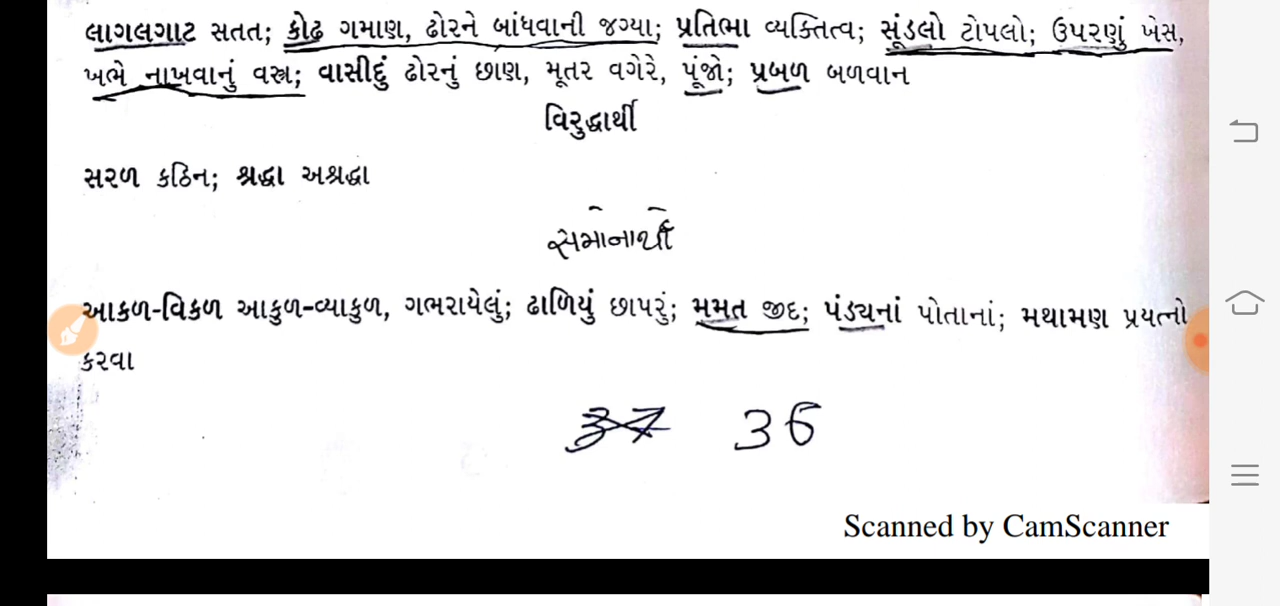 લાગલગાટ સતત; કોઢ ગમાણ, ઢોરને બાંધવાની જગ્યા; પ્રતિભા વ્યક્તિત્વ; સૂંડલો ટોપલો; ઉપરણું ખેસ,
ખભે નાખવાનું વસ્ત્ર; વાસીદું ઢોરનું છાણ, મૂતર વગેરે, પૂંજો; પ્રબળ બળવાન
વિરુદ્ધાર્થી
સરળ કઠિન; શ્રદ્ધા અશ્રદ્ધા
સમાનાર્થી
આકળ-વિકળ આકુળ-વ્યાકુળ, ગભરાયેલું; ઢાળિયું છાપરું; મમત જીદ; પંડ્યનાં પોતાનાં; મથામણ પ્રયત્નો
કરવા
37 36
Scanned by CamScanner